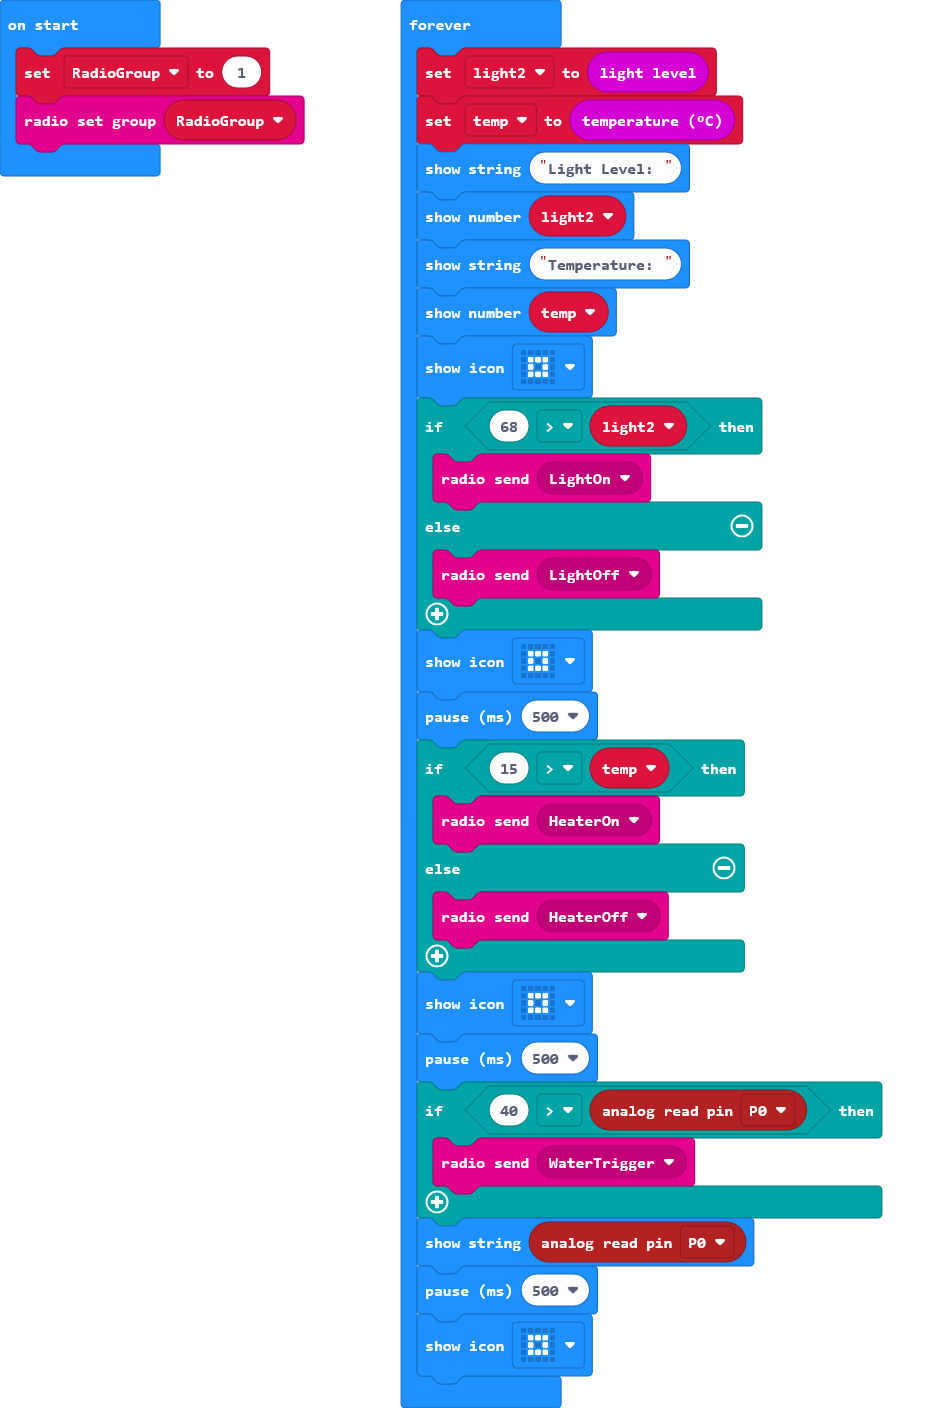 on start
set RadioGroup to 1
radio set group RadioGroup
forever
set light2 to light level
set temp to temperature (ºC)
show string "Light Level: "
show number light2
show string "Temperature: "
show number temp
show icon
if 68 > light2 then
radio send LightOn
else
radio send LightOff
show icon
pause (ms) 500
if 15 > temp then
radio send HeaterOn
else
radio send HeaterOff
show icon
pause (ms) 500
if 40 > analog read pin P0 then
radio send WaterTrigger
show string analog read pin P0
pause (ms) 500
show icon